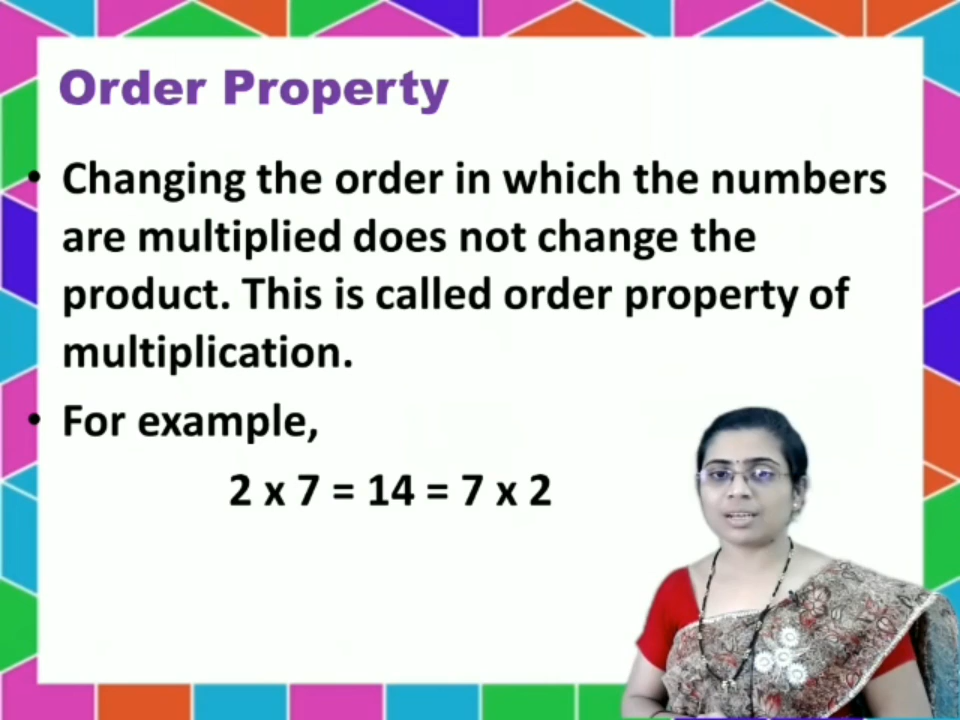 Order Property
• Changing the order in which the numbers
are multiplied does not change the
product. This is called order property of
multiplication.
• For example,
2 x 7 = 14 = 7 x 2